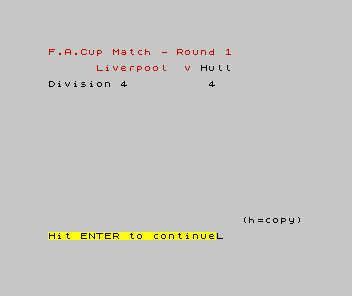 F.A.Cup Match - Round 1
Liverpool v Hull
Division 4 4
(h=copy)
Hit ENTER to continueL